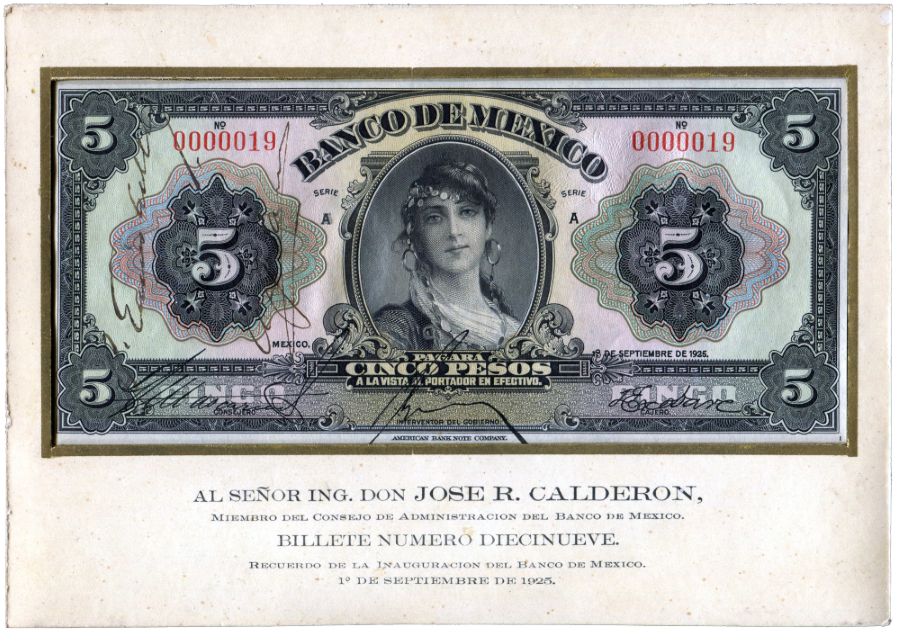 5
5
Nº
0000019
BANCO DE MEXICO
Nº
0000019
SERIE
A
SERIE
A
5
5
MEXICO,
1º DE SEPTIEMBRE DE 1925.
PAGARA
CINCO PESOS
A LA VISTA AL PORTADOR EN EFECTIVO.
5
CINCO
CINCO
5
CONSEJERO
INTERVENTOR DEL GOBIERNO
CAJERO
AMERICAN BANK NOTE COMPANY.
AL SEÑOR ING. DON JOSE R. CALDERON,
MIEMBRO DEL CONSEJO DE ADMINISTRACION DEL BANCO DE MEXICO.
BILLETE NUMERO DIECINUEVE.
RECUERDO DE LA INAUGURACION DEL BANCO DE MEXICO.
1º DE SEPTIEMBRE DE 1925.